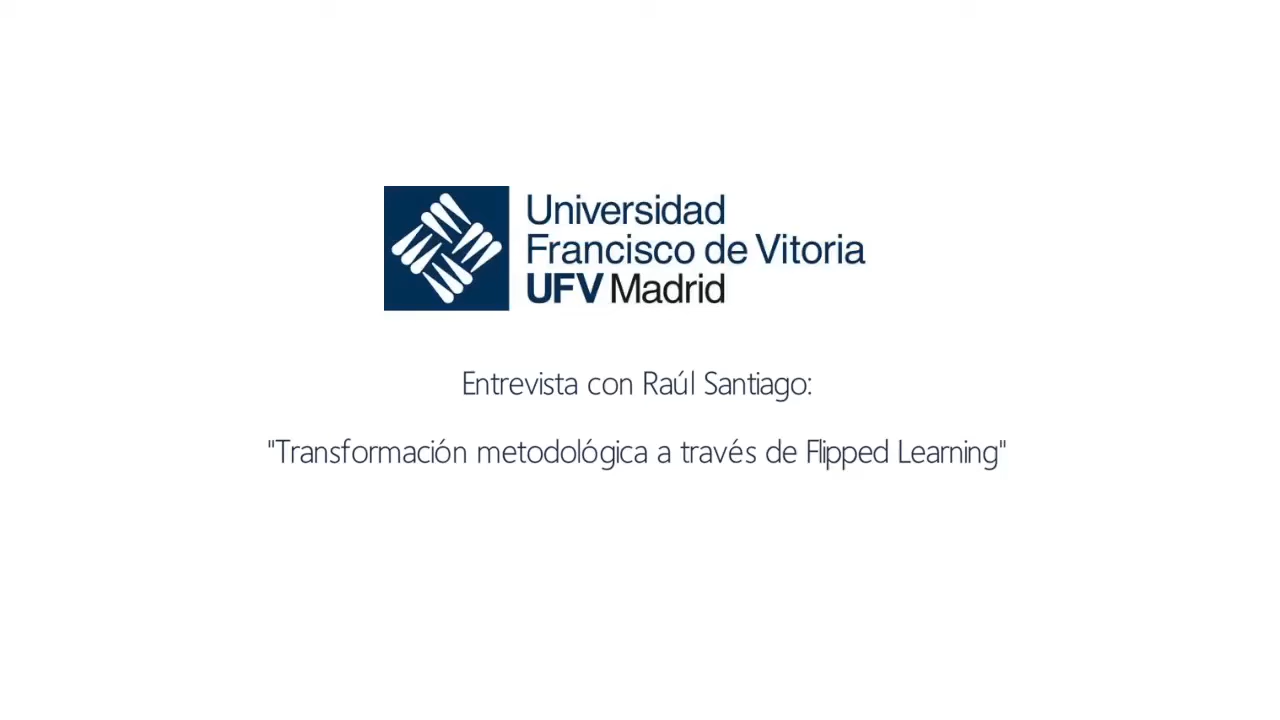 Universidad
Francisco de Vitoria
UFV Madrid
Entrevista con Raúl Santiago:
"Transformación metodológica a través de Flipped Learning"